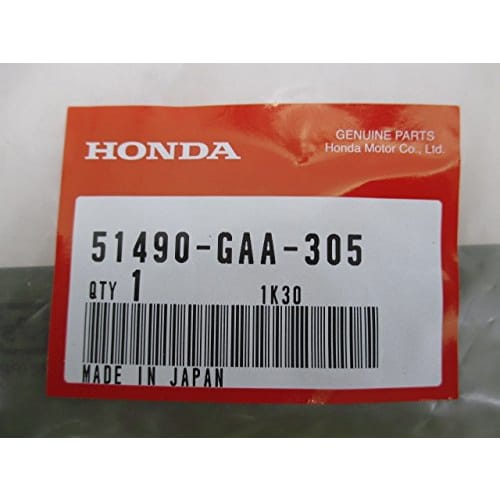 GENUINE PARTS
HONDA
Honda Motor Co., Ltd.
51490-GAA-305
QTY 1 1K30
MADE IN JAPAN